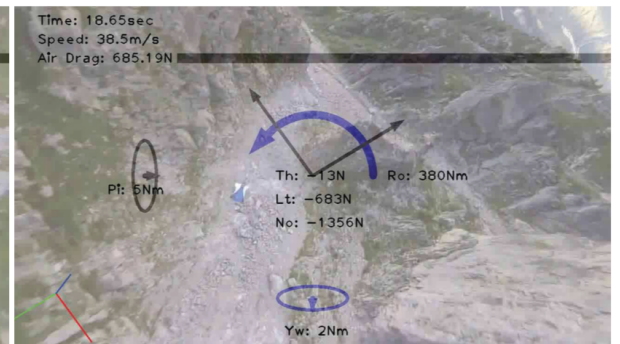 Time: 18.65sec
Speed: 38.5m/s
Air Drag: 685.19N
Th: -13N
Ro: 380Nm
Pi: 5Nm
Lt: -683N
No: -1356N
Yw: 2Nm